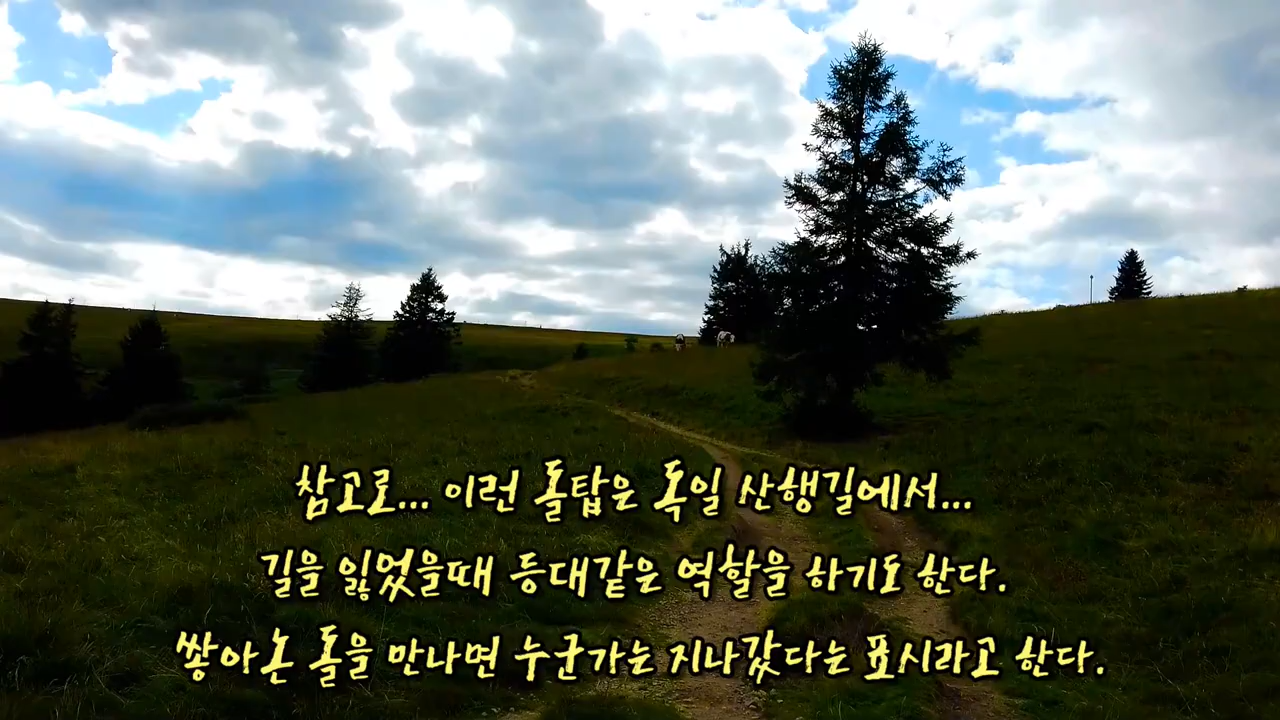 참고로... 이런 돌탑은 독일 산행길에서...
길을 잃었을때 등대같은 역할을 하기도 한다.
쌓아논 돌을 만나면 누군가는 지나갔다는 표시라고 한다.